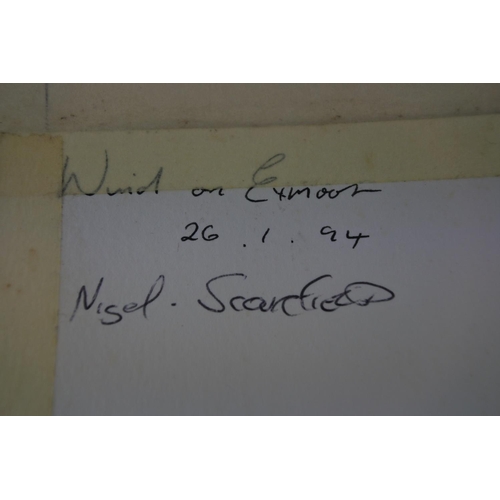 Wind on Exmoor
26.1.94
Nigel. Scarfield